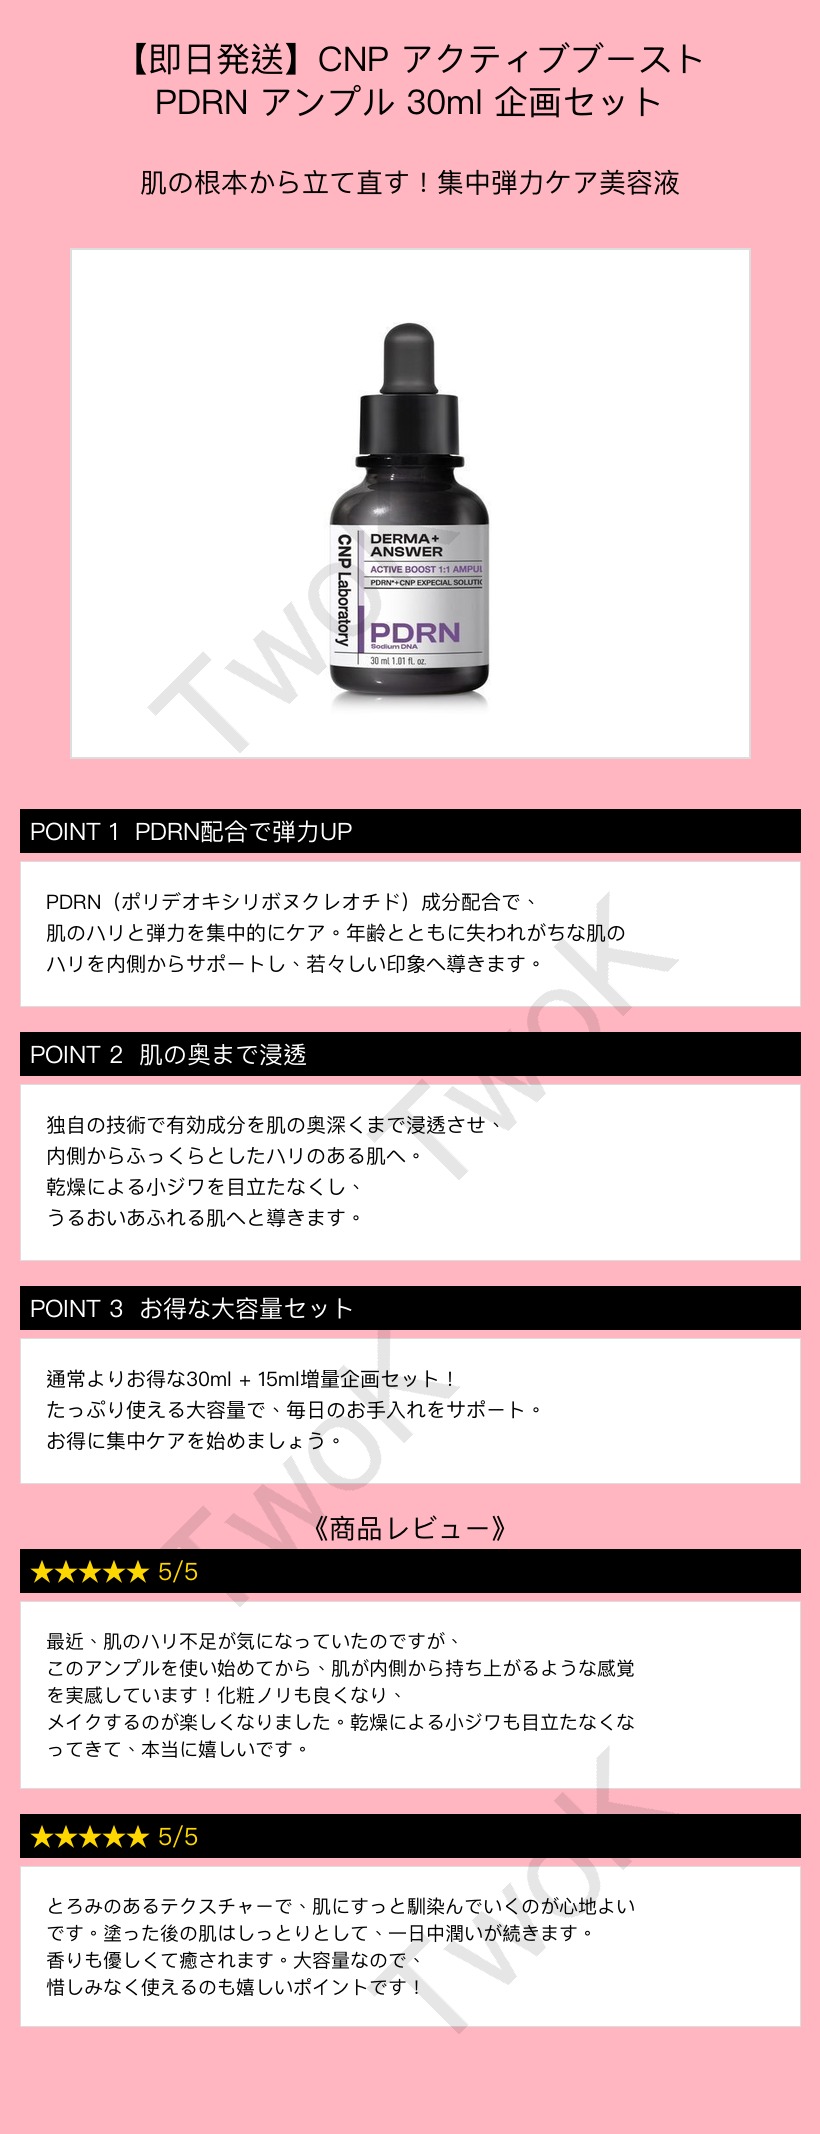 【即日発送】CNP アクティブブースト
PDRN アンプル 30ml 企画セット
肌の根本から立て直す！集中弾力ケア美容液
CNP Laboratory
DERMA+
ANSWER
ACTIVE BOOST 1:1
PDRN*+CNP EXPECIAL
PDRN
Sodium DNA
30 ml 1.01 fl. oz.
TwoK
POINT 1 PDRN配合で弾力UP
PDRN（ポリデオキシリボヌクレオチド）成分配合で、
肌のハリと弾力を集中的にケア。年齢とともに失われがちな肌の
ハリを内側からサポートし、若々しい印象へ導きます。
TwoK
POINT 2 肌の奥まで浸透
独自の技術で有効成分を肌の奥深くまで浸透させ、
内側からふっくらとしたハリのある肌へ。
乾燥による小ジワを目立たなくし、
うるおいあふれる肌へと導きます。
POINT 3 お得な大容量セット
通常よりお得な30ml + 15ml増量企画セット！
たっぷり使える大容量で、毎日のお手入れをサポート。
お得に集中ケアを始めましょう。
TwoK
《商品レビュー》
★★★★★ 5/5
最近、肌のハリ不足が気になっていたのですが、
このアンプルを使い始めてから、肌が内側から持ち上がるような感覚
を実感しています！化粧ノリも良くなり、
メイクするのが楽しくなりました。乾燥による小ジワも目立たなくな
ってきて、本当に嬉しいです。
TwoK
★★★★★ 5/5
とろみのあるテクスチャーで、肌にすっと馴染んでいくのが心地よい
です。塗った後の肌はしっとりとして、一日中潤いが続きます。
香りも優しくて癒されます。大容量なので、
惜しみなく使えるのも嬉しいポイントです！